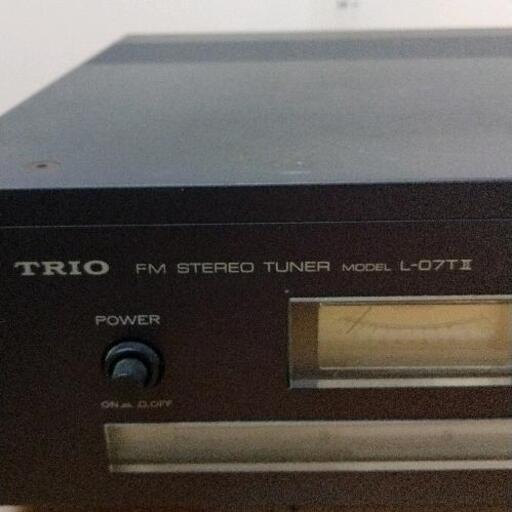 TRIO FM STEREO TUNER MODEL L-07TⅡ
POWER
ON OFF